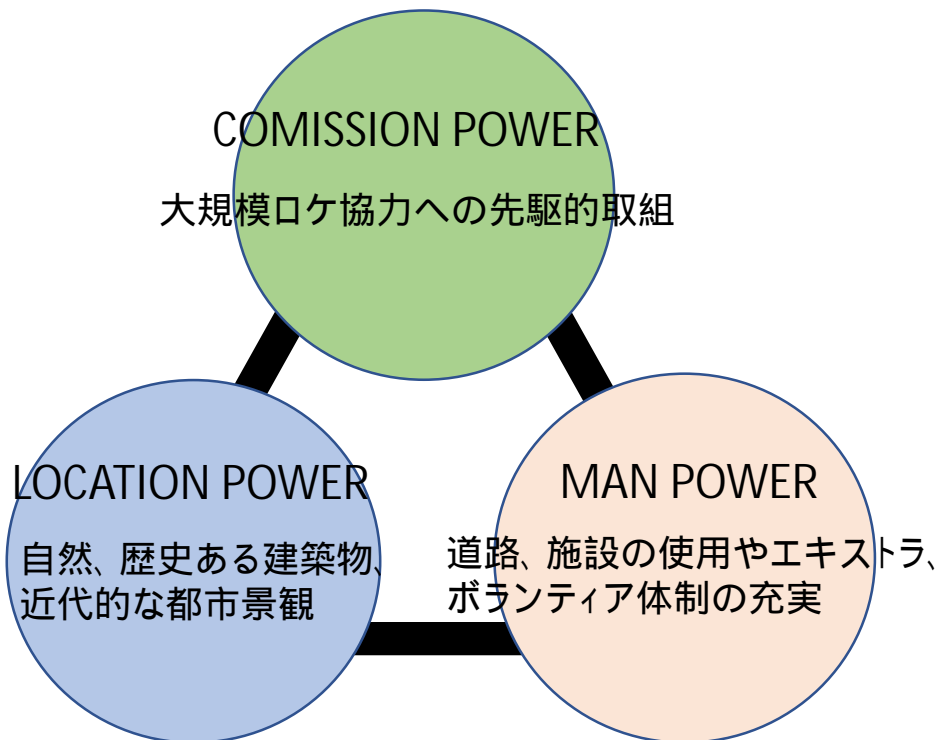 COMISSION POWER
大規模ロケ協力への先駆的取組
LOCATION POWER
自然、歴史ある建築物、
近代的な都市景観
MAN POWER
道路、施設の使用やエキストラ、
ボランティア体制の充実